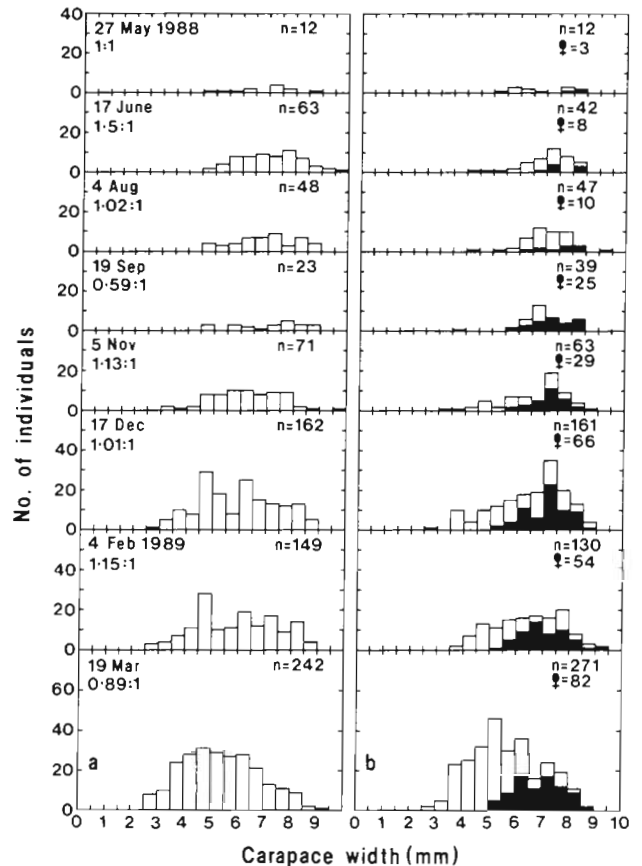 40 27 May 1988 n=12 n=12
1:1 ♀=3
20
0
17 June n=63 n=42
20 1·5:1 ♀=8
0
4 Aug n=48 n=47
20 1·02:1 ♀=10
0
19 Sep n=23 n=39
20 0·59:1 ♀=25
0
5 Nov n=71 n=63
20 1·13:1 ♀=29
0
17 Dec n=162 n=161
40 1·01:1 ♀=66
20
0
4 Feb 1989 n=149 n=130
40 1·15:1 ♀=54
20
0
19 Mar n=242 n=271
60 0·89:1 ♀=82
40
20 a b
0
0 1 2 3 4 5 6 7 8 9 0 1 2 3 4 5 6 7 8 9 10
Carapace width (mm)
No. of individuals